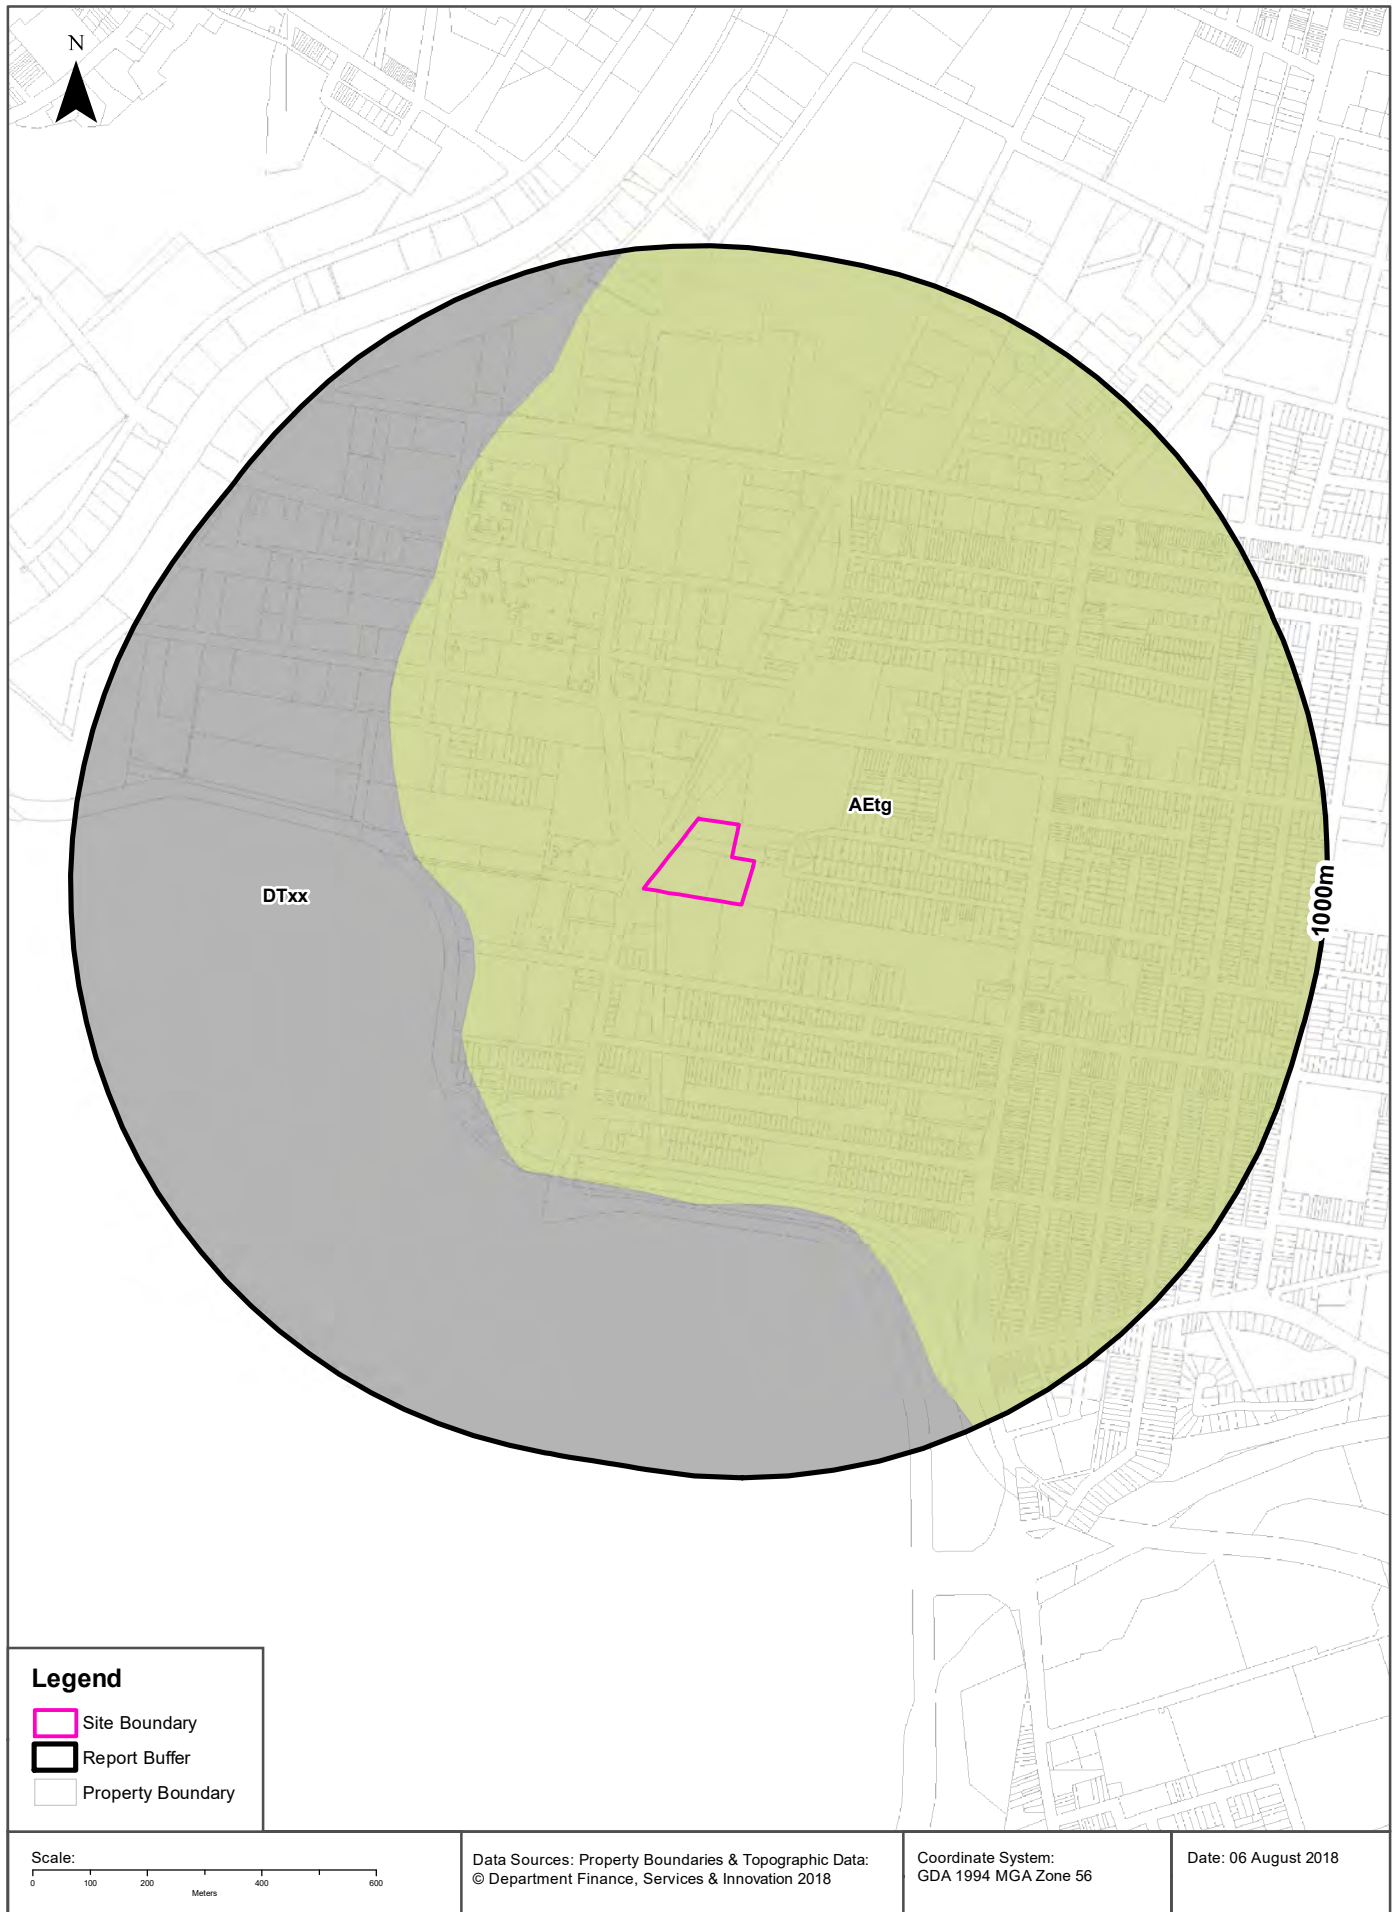 N
AEtg
DTxx
1000m
Legend
Site Boundary
Report Buffer
Property Boundary
Scale:
0 100 200 400 600
Meters
Data Sources: Property Boundaries & Topographic Data:
© Department Finance, Services & Innovation 2018
Coordinate System:
GDA 1994 MGA Zone 56
Date: 06 August 2018